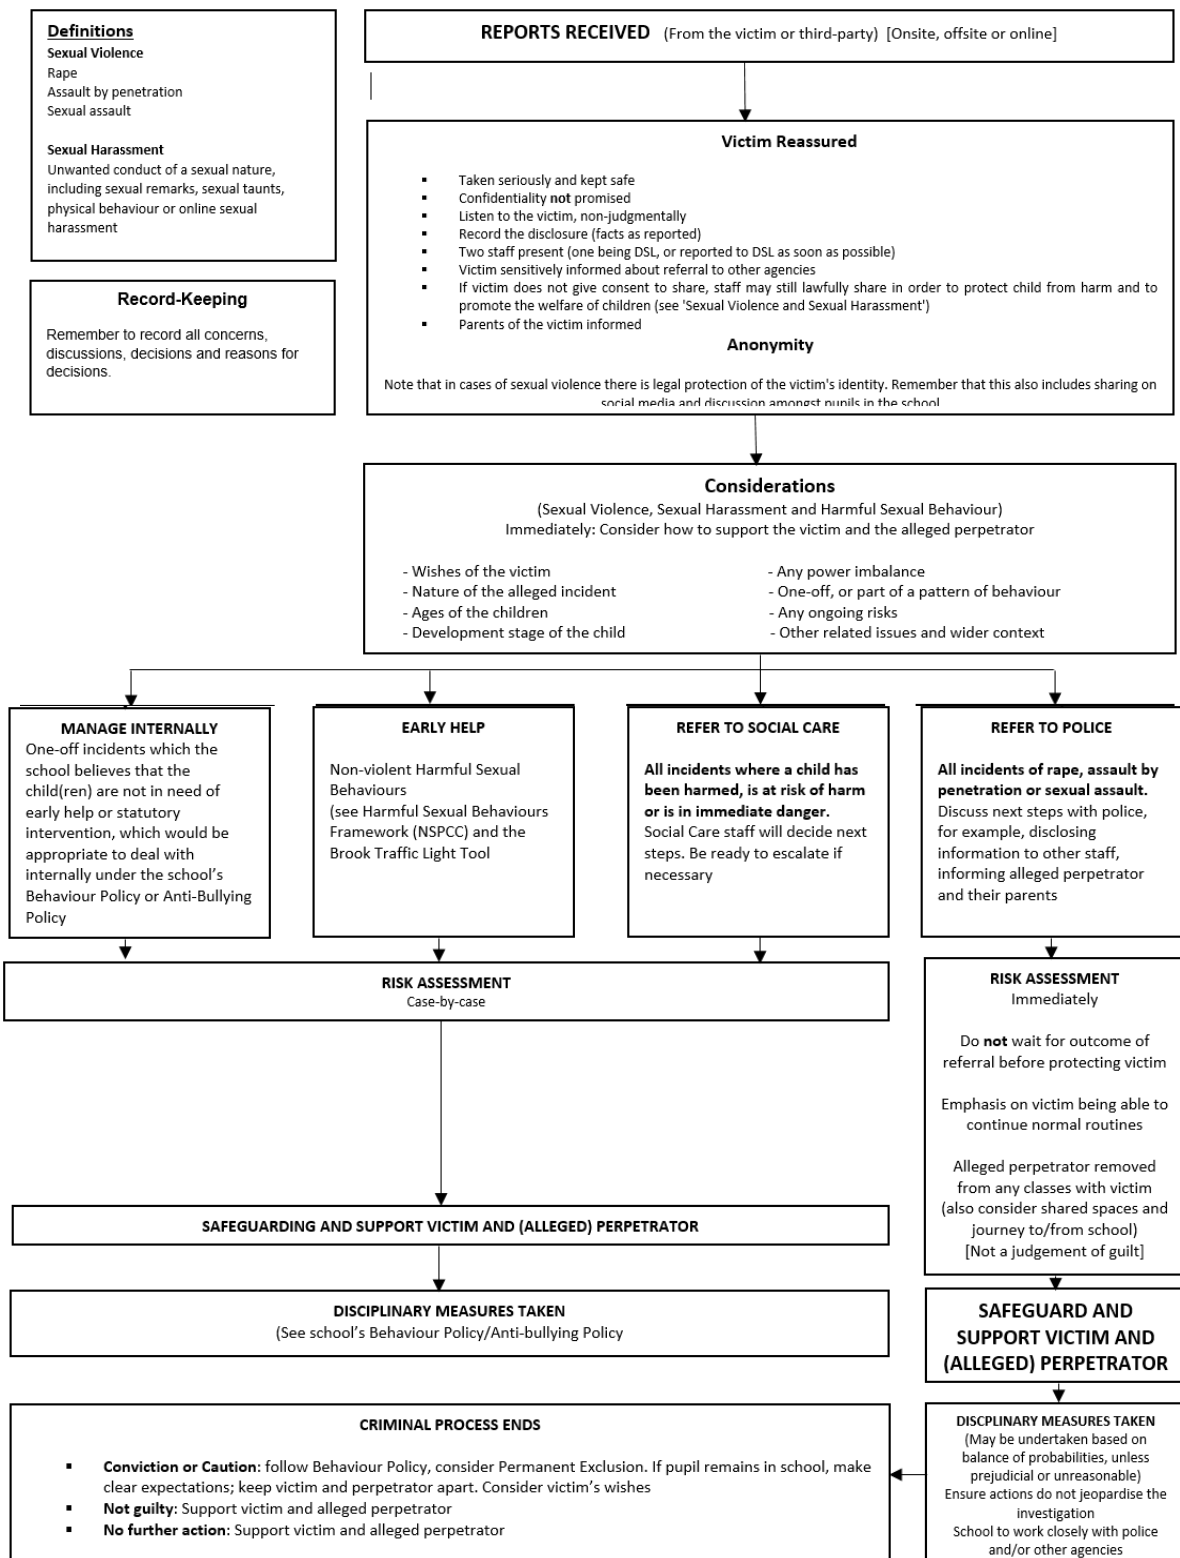 Definitions
Sexual Violence
Rape
Assault by penetration
Sexual assault
Sexual Harassment
Unwanted conduct of a sexual nature,
including sexual remarks, sexual taunts,
physical behaviour or online sexual
harassment
Record-Keeping
Remember to record all concerns,
discussions, decisions and reasons for
decisions.
REPORTS RECEIVED (From the victim or third-party) [Onsite, offsite or online]
Victim Reassured
▪ Taken seriously and kept safe
▪ Confidentiality not promised
▪ Listen to the victim, non-judgmentally
▪ Record the disclosure (facts as reported)
▪ Two staff present (one being DSL, or reported to DSL as soon as possible)
▪ Victim sensitively informed about referral to other agencies
▪ If victim does not give consent to share, staff may still lawfully share in order to protect child from harm and to
promote the welfare of children (see 'Sexual Violence and Sexual Harassment')
▪ Parents of the victim informed
Anonymity
Note that in cases of sexual violence there is legal protection of the victim's identity. Remember that this also includes sharing on
social media and discussion amongst pupils in the school
Considerations
(Sexual Violence, Sexual Harassment and Harmful Sexual Behaviour)
Immediately: Consider how to support the victim and the alleged perpetrator
- Wishes of the victim
- Nature of the alleged incident
- Ages of the children
- Development stage of the child
- Any power imbalance
- One-off, or part of a pattern of behaviour
- Any ongoing risks
- Other related issues and wider context
MANAGE INTERNALLY
One-off incidents which the
school believes that the
child(ren) are not in need of
early help or statutory
intervention, which would be
appropriate to deal with
internally under the school’s
Behaviour Policy or Anti-Bullying
Policy
EARLY HELP
Non-violent Harmful Sexual
Behaviours
(see Harmful Sexual Behaviours
Framework (NSPCC) and the
Brook Traffic Light Tool
REFER TO SOCIAL CARE
All incidents where a child has
been harmed, is at risk of harm
or is in immediate danger.
Social Care staff will decide next
steps. Be ready to escalate if
necessary
REFER TO POLICE
All incidents of rape, assault by
penetration or sexual assault.
Discuss next steps with police,
for example, disclosing
information to other staff,
informing alleged perpetrator
and their parents
RISK ASSESSMENT
Case-by-case
RISK ASSESSMENT
Immediately
Do not wait for outcome of
referral before protecting victim
Emphasis on victim being able to
continue normal routines
Alleged perpetrator removed
from any classes with victim
(also consider shared spaces and
journey to/from school)
[Not a judgement of guilt]
SAFEGUARDING AND SUPPORT VICTIM AND (ALLEGED) PERPETRATOR
DISCIPLINARY MEASURES TAKEN
(See school’s Behaviour Policy/Anti-bullying Policy
SAFEGUARD AND
SUPPORT VICTIM AND
(ALLEGED) PERPETRATOR
DISCPLINARY MEASURES TAKEN
(May be undertaken based on
balance of probabilities, unless
prejudicial or unreasonable)
Ensure actions do not jeopardise the
investigation
School to work closely with police
and/or other agencies
CRIMINAL PROCESS ENDS
▪ Conviction or Caution: follow Behaviour Policy, consider Permanent Exclusion. If pupil remains in school, make
clear expectations; keep victim and perpetrator apart. Consider victim’s wishes
▪ Not guilty: Support victim and alleged perpetrator
▪ No further action: Support victim and alleged perpetrator